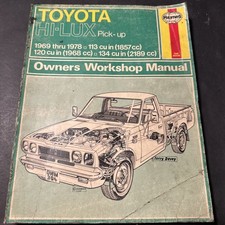 TOYOTA
HI-LUX Pick-up
1969 thru 1978 □ 113 cu in (1857cc)
120 cu in (1968 cc) □ 134 cu in (2189 cc)
Haynes
Owners Workshop Manual
TOYOTA